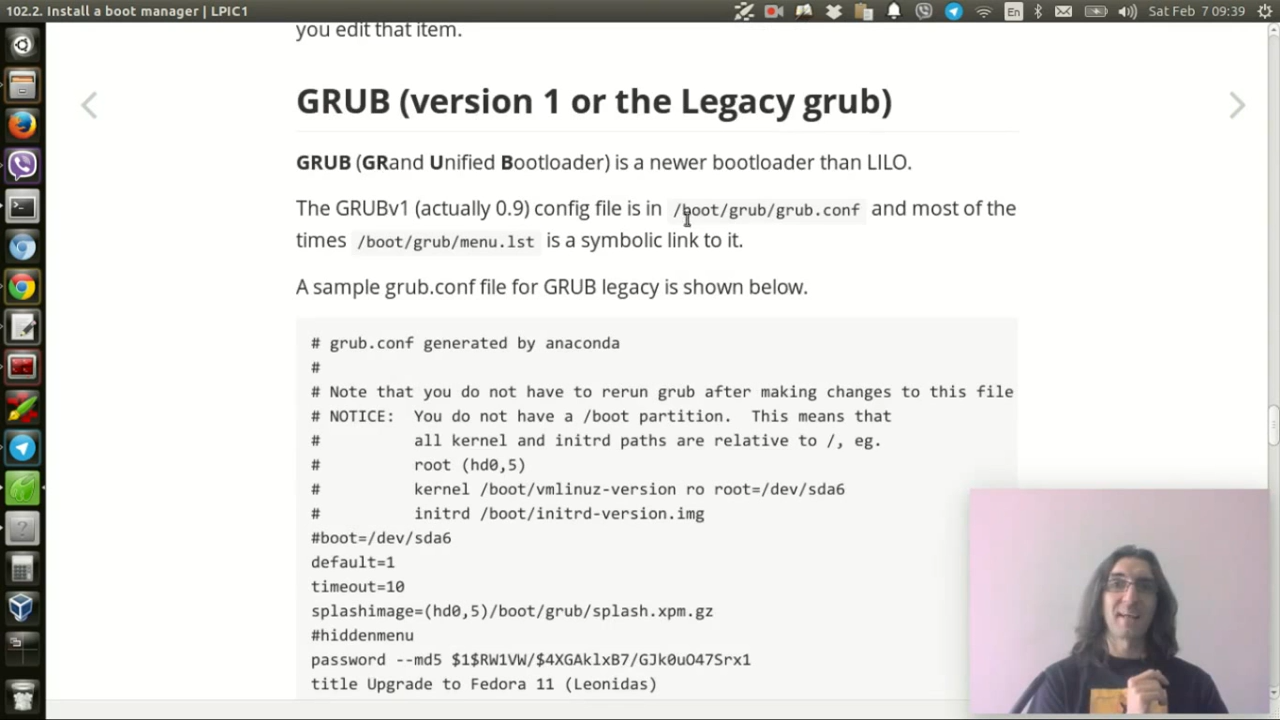 102.2. Install a boot manager | LPIC1
En
Sat Feb 7 09:39
you edit that item.
GRUB (version 1 or the Legacy grub)
GRUB (GRand Unified Bootloader) is a newer bootloader than LILO.
The GRUBv1 (actually 0.9) config file is in /boot/grub/grub.conf and most of the
times /boot/grub/menu.lst is a symbolic link to it.
A sample grub.conf file for GRUB legacy is shown below.
# grub.conf generated by anaconda
#
# Note that you do not have to rerun grub after making changes to this file
# NOTICE:  You do not have a /boot partition.  This means that
#          all kernel and initrd paths are relative to /, eg.
#          root (hd0,5)
#          kernel /boot/vmlinuz-version ro root=/dev/sda6
#          initrd /boot/initrd-version.img
#boot=/dev/sda6
default=1
timeout=10
splashimage=(hd0,5)/boot/grub/splash.xpm.gz
#hiddenmenu
password --md5 $1$RW1VW/$4XGAklxB7/GJk0uO47Srx1
title Upgrade to Fedora 11 (Leonidas)